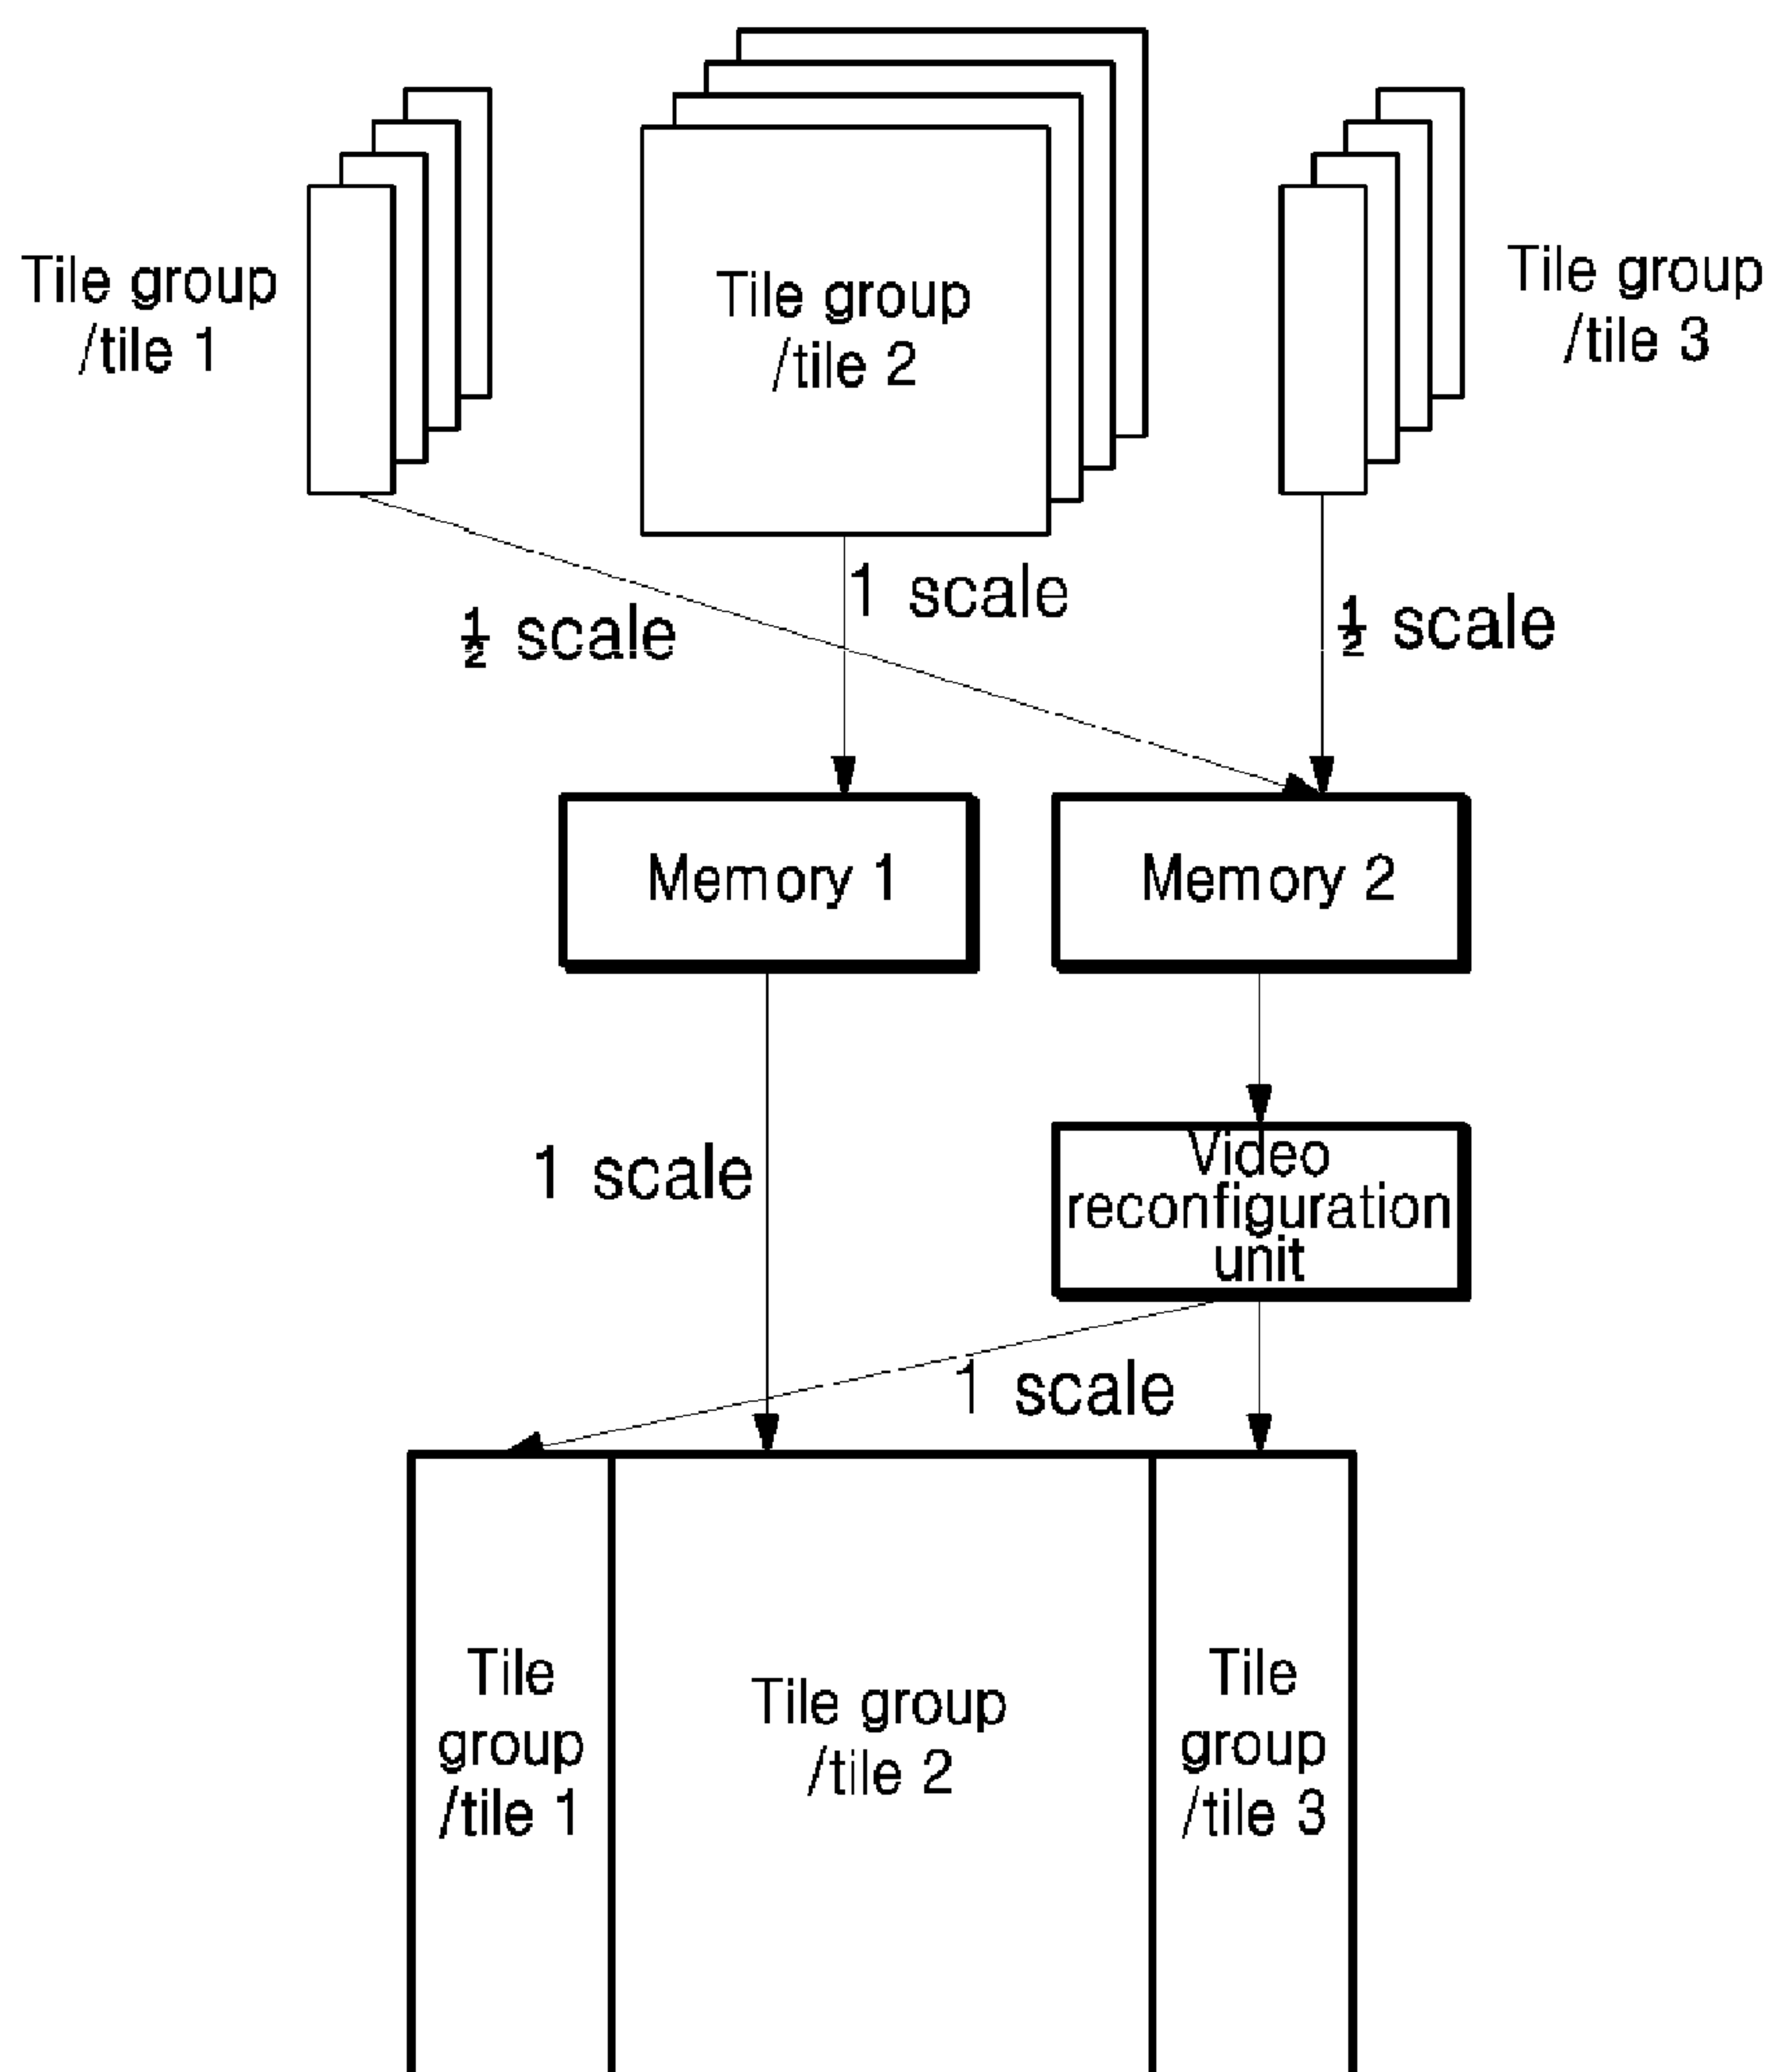 Tile group
/tile 1
Tile group
/tile 2
Tile group
/tile 3
½ scale
1 scale
½ scale
Memory 1
Memory 2
1 scale
Video
reconfiguration
unit
1 scale
Tile
group
/tile 1
Tile group
/tile 2
Tile
group
/tile 3